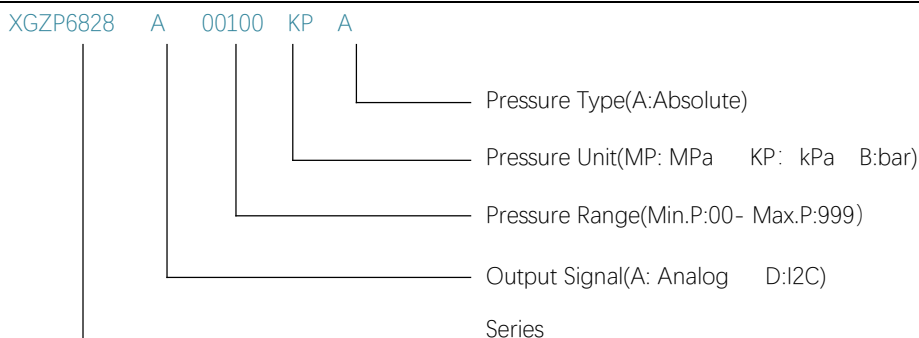 XGZP6828 A 00100 KP A
Pressure Type(A:Absolute)
Pressure Unit(MP: MPa KP： kPa B:bar)
Pressure Range(Min.P:00- Max.P:999）
Output Signal(A: Analog D:I2C)
Series